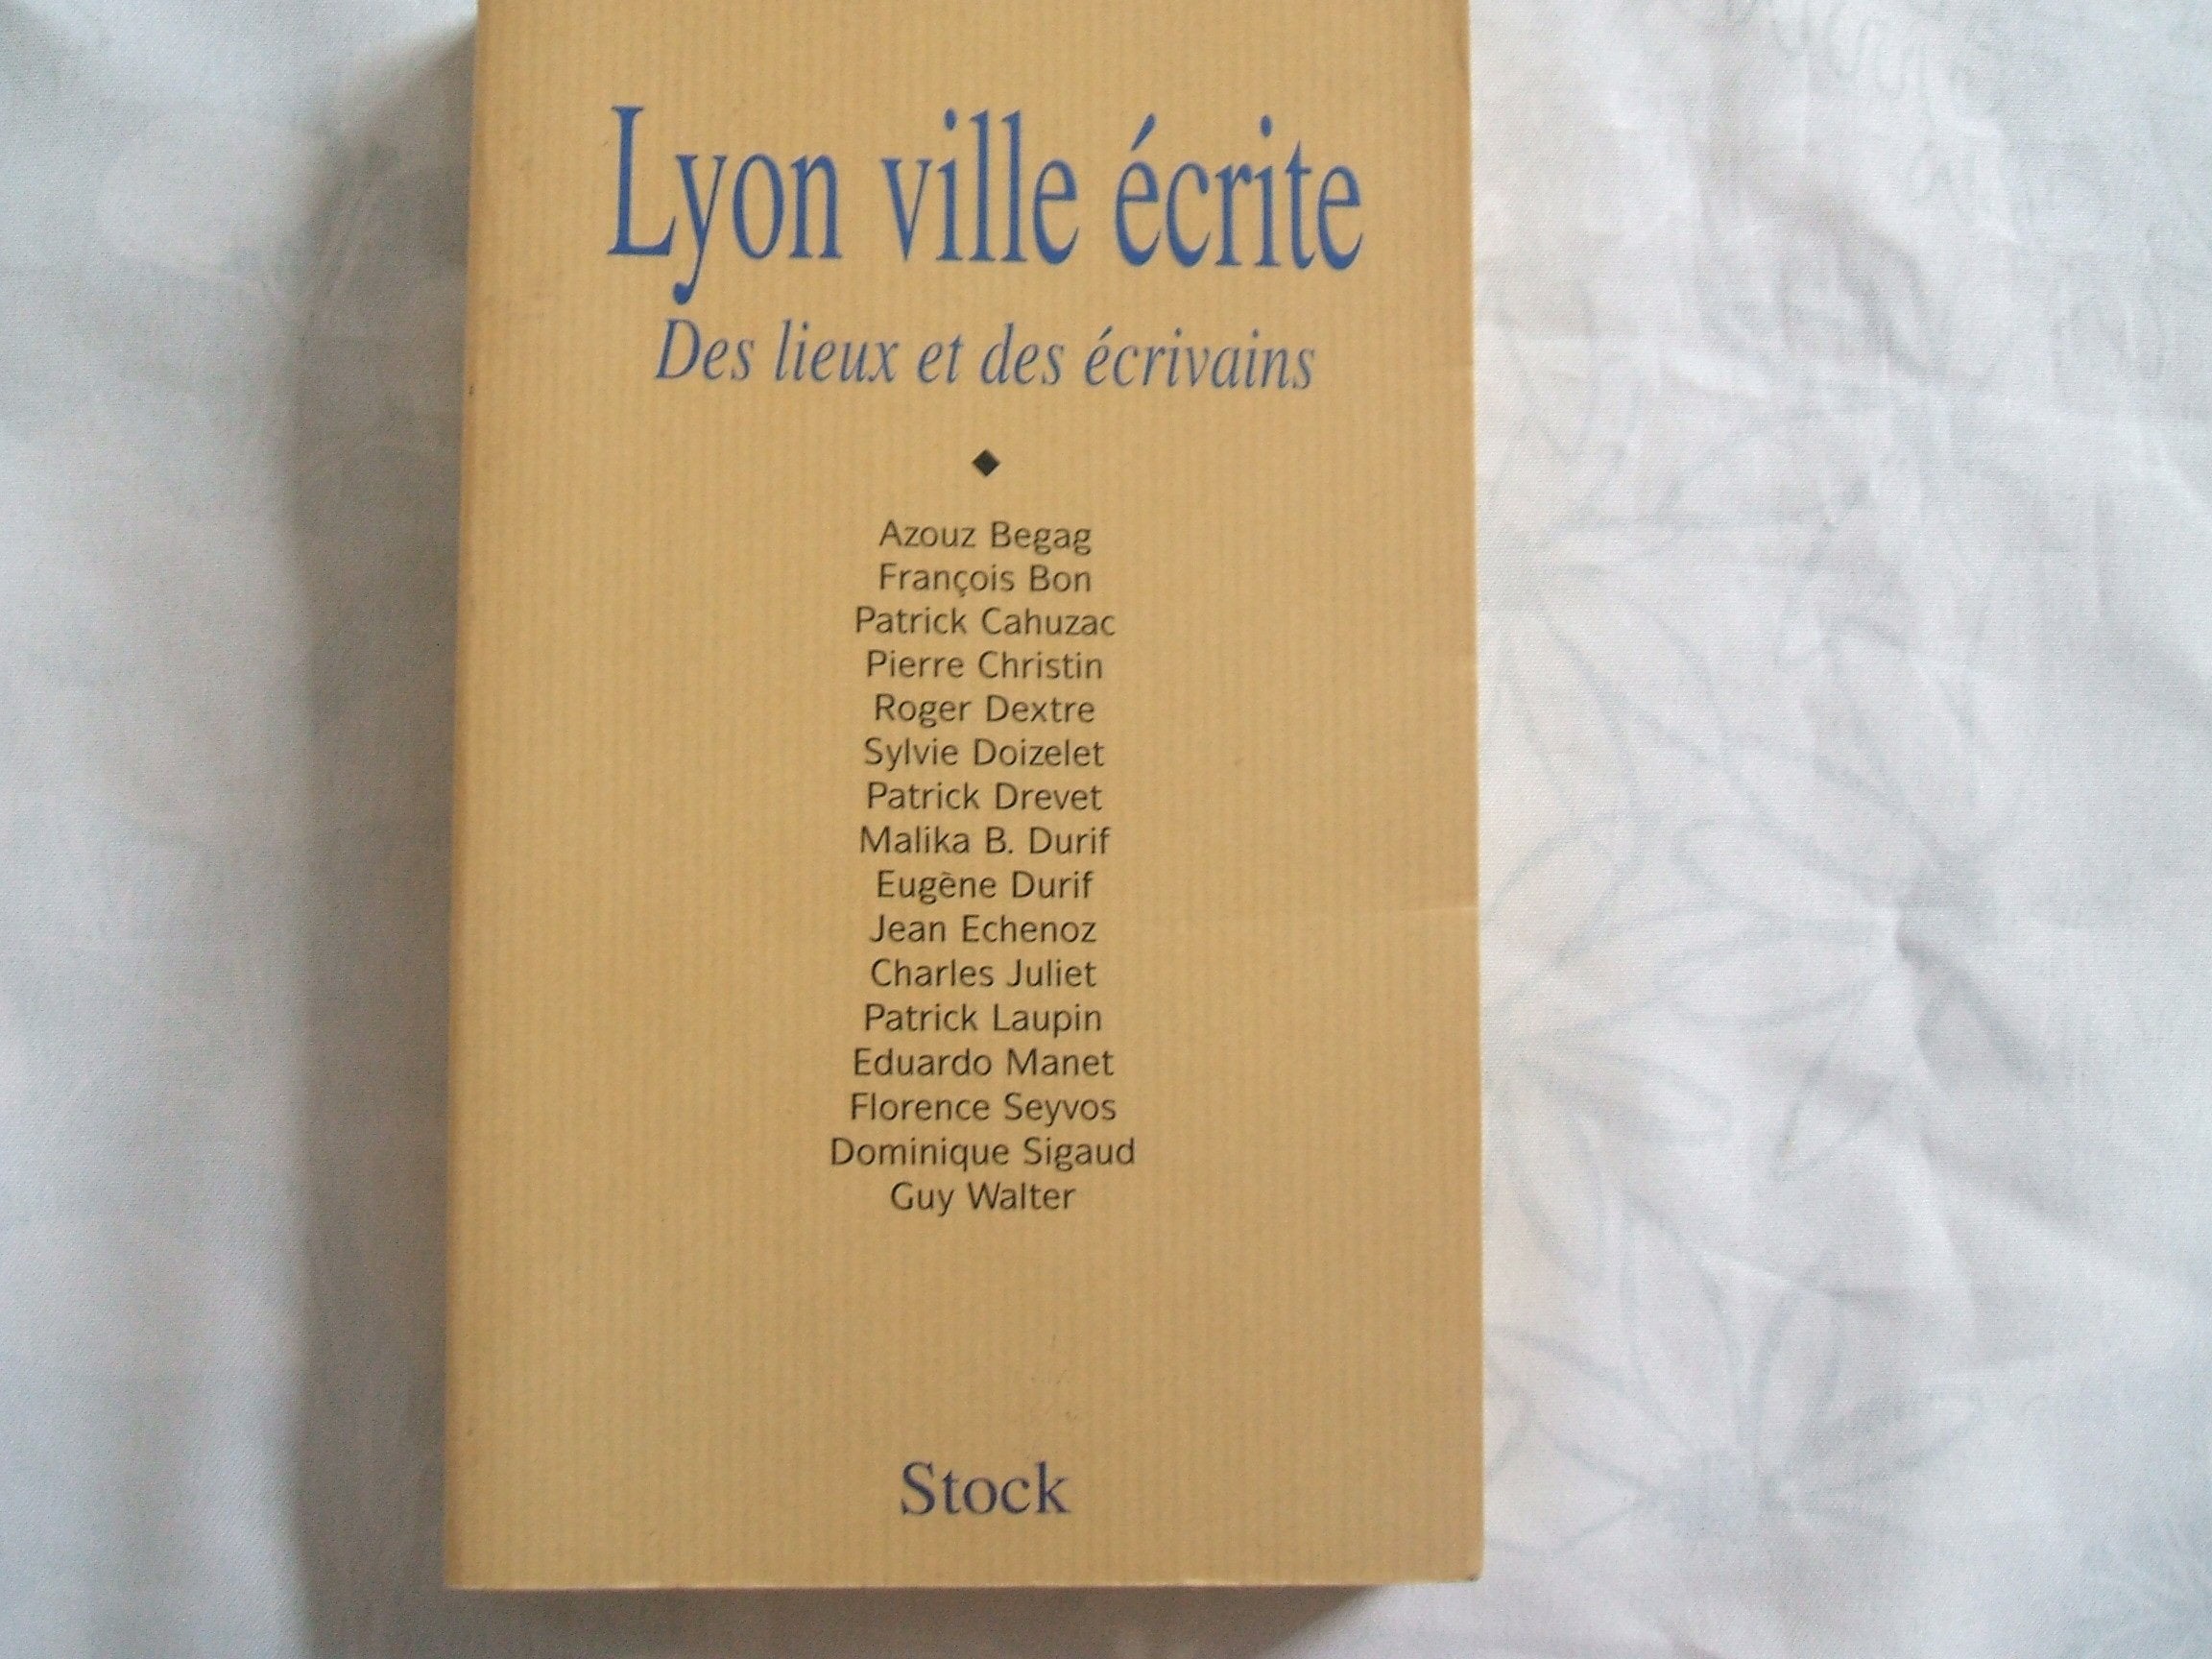 Lyon ville écrite
Des lieux et des écrivains
Azouz Begag
François Bon
Patrick Cahuzac
Pierre Christin
Roger Dextre
Sylvie Doizelet
Patrick Drevet
Malika B. Durif
Eugène Durif
Jean Echenoz
Charles Juliet
Patrick Laupin
Eduardo Manet
Florence Seyvos
Dominique Sigaud
Guy Walter
Stock